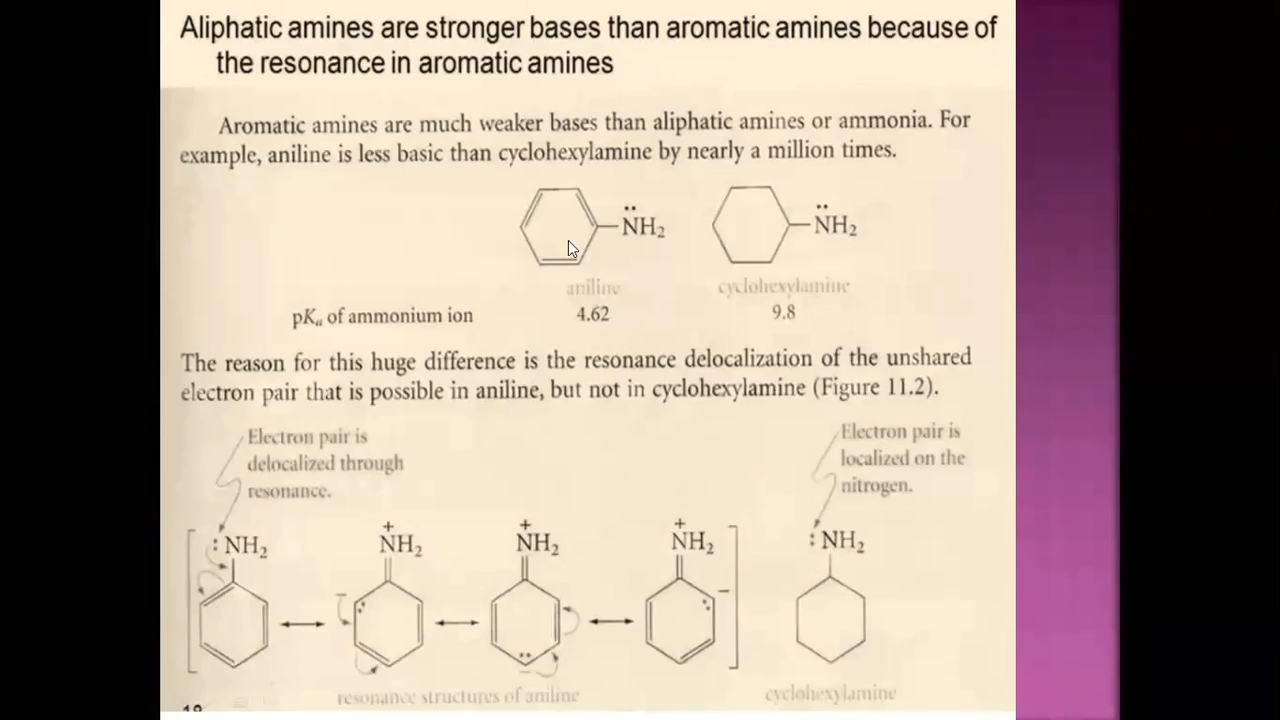 Aliphatic amines are stronger bases than aromatic amines because of
the resonance in aromatic amines
Aromatic amines are much weaker bases than aliphatic amines or ammonia. For
example, aniline is less basic than cyclohexylamine by nearly a million times.
N̈H₂ N̈H₂
aniline cyclohexylamine
pKₐ of ammonium ion 4.62 9.8
The reason for this huge difference is the resonance delocalization of the unshared
electron pair that is possible in aniline, but not in cyclohexylamine (Figure 11.2).
Electron pair is
delocalized through
resonance.
Electron pair is
localized on the
nitrogen.
+ + +
:NH₂ NH₂ NH₂ NH₂ :NH₂
resonance structures of aniline cyclohexylamine